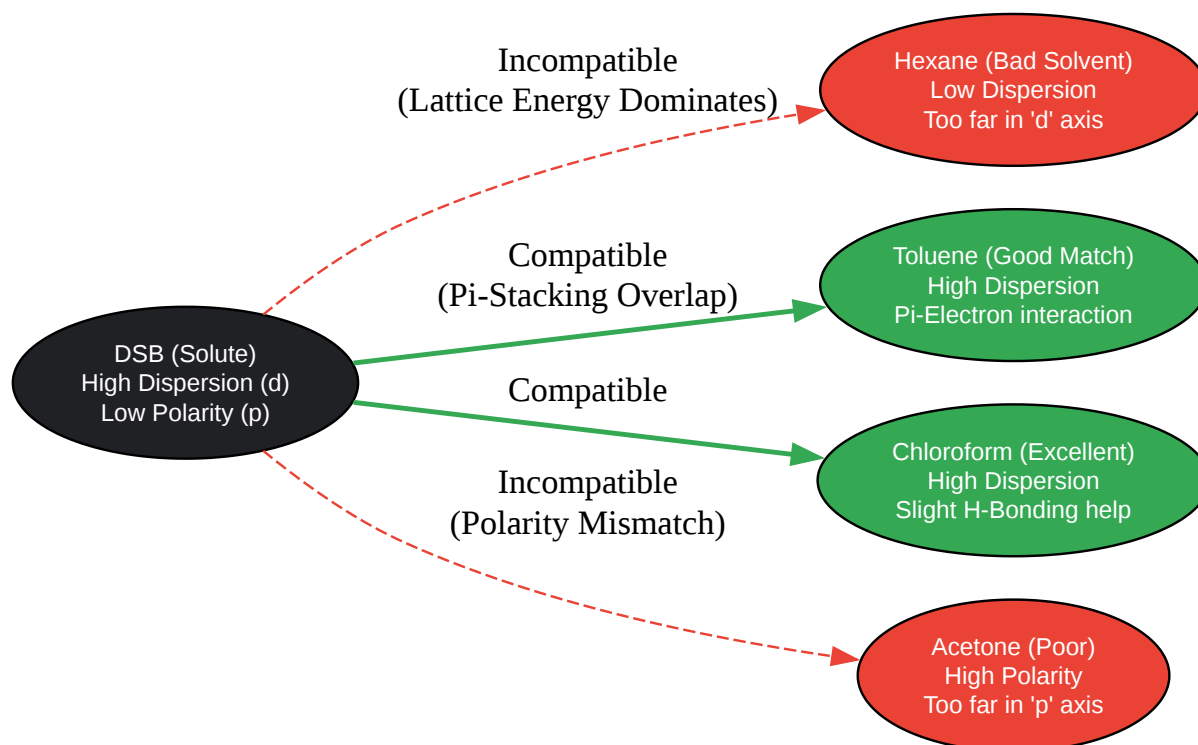 Incompatible
(Lattice Energy Dominates)
Hexane (Bad Solvent)
Low Dispersion
Too far in 'd' axis
Compatible
(Pi-Stacking Overlap)
Toluene (Good Match)
High Dispersion
Pi-Electron interaction
DSB (Solute)
High Dispersion (d)
Low Polarity (p)
Compatible
Chloroform (Excellent)
High Dispersion
Slight H-Bonding help
Incompatible
(Polarity Mismatch)
Acetone (Poor)
High Polarity
Too far in 'p' axis